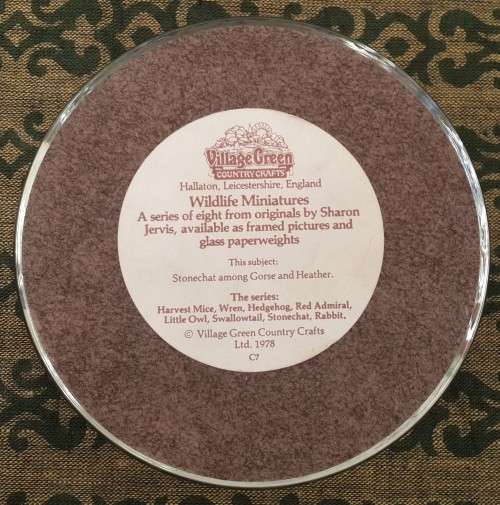 Village Green
COUNTRY CRAFTS
Hallaton, Leicestershire, England
Wildlife Miniatures
A series of eight from originals by Sharon
Jervis, available as framed pictures and
glass paperweights
This subject:
Stonechat among Gorse and Heather.
The series:
Harvest Mice, Wren, Hedgehog, Red Admiral,
Little Owl, Swallowtail, Stonechat, Rabbit,
© Village Green Country Crafts
Ltd. 1978
C7